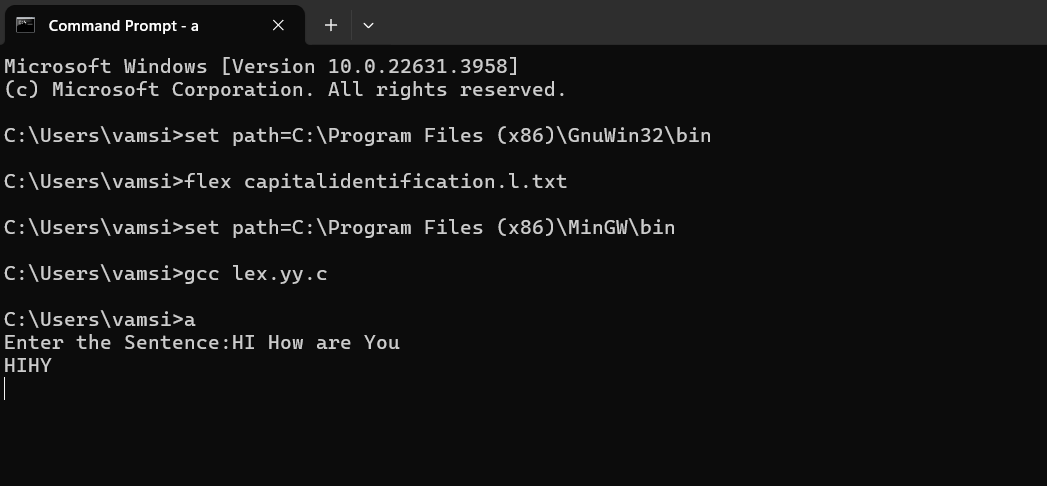 Command Prompt - a
Microsoft Windows [Version 10.0.22631.3958]
(c) Microsoft Corporation. All rights reserved.
C:\Users\vamsi>set path=C:\Program Files (x86)\GnuWin32\bin
C:\Users\vamsi>flex capitalidentification.l.txt
C:\Users\vamsi>set path=C:\Program Files (x86)\MinGW\bin
C:\Users\vamsi>gcc lex.yy.c
C:\Users\vamsi>a
Enter the Sentence:HI How are You
HIHY